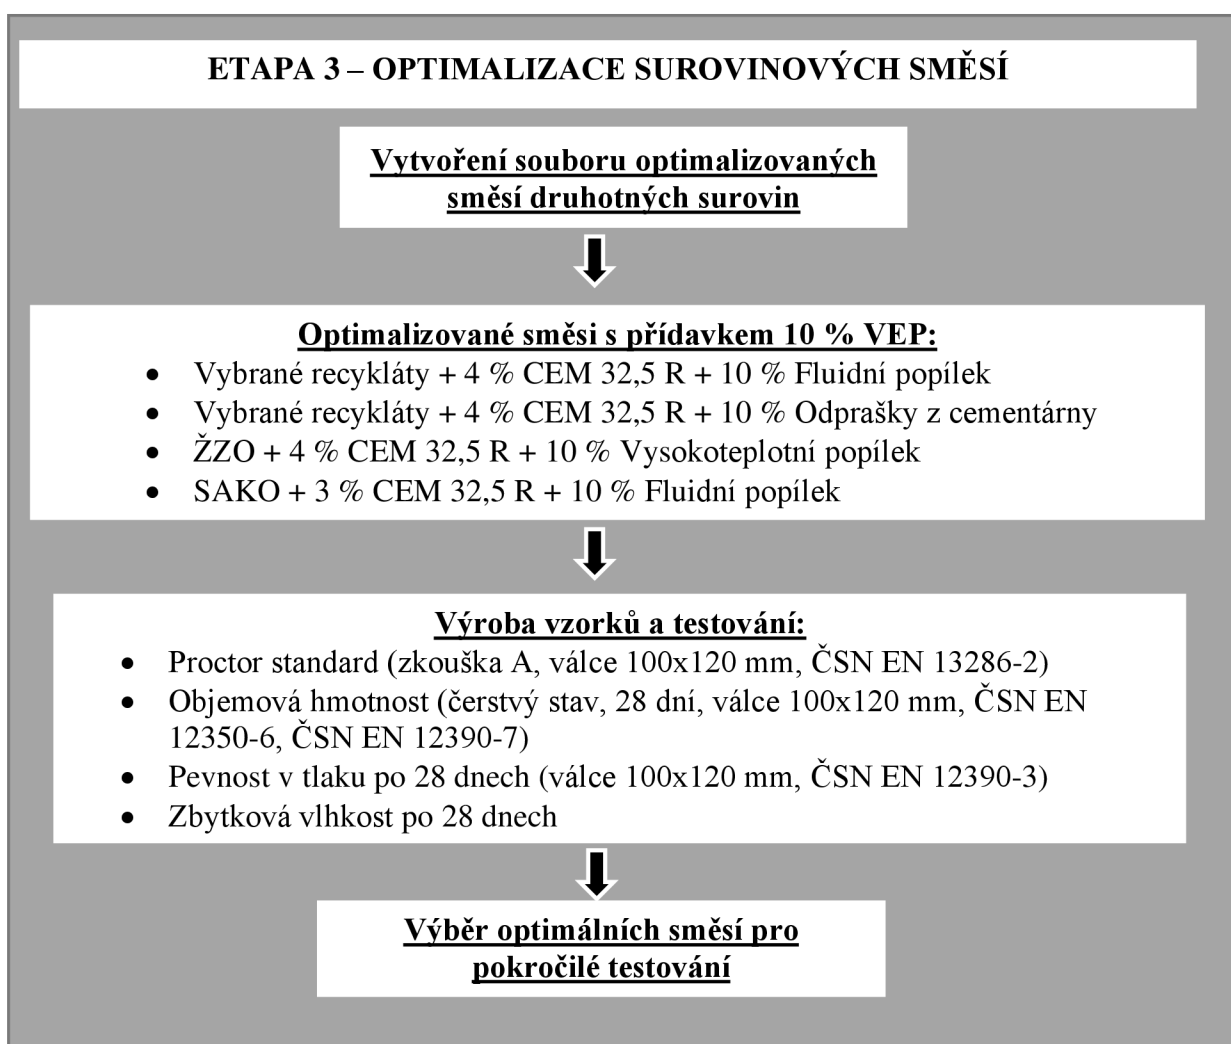 ETAPA 3 – OPTIMALIZACE SUROVINOVÝCH SMĚSÍ
Vytvoření souboru optimalizovaných
směsí druhotných surovin
Optimalizované směsi s přídavkem 10 % VEP:
• Vybrané recykláty + 4 % CEM 32,5 R + 10 % Fluidní popílek
• Vybrané recykláty + 4 % CEM 32,5 R + 10 % Odprašky z cementárny
• ŽZO + 4 % CEM 32,5 R + 10 % Vysokoteplotní popílek
• SAKO + 3 % CEM 32,5 R + 10 % Fluidní popílek
Výroba vzorků a testování:
• Proctor standard (zkouška A, válce 100x120 mm, ČSN EN 13286-2)
• Objemová hmotnost (čerstvý stav, 28 dní, válce 100x120 mm, ČSN EN
12350-6, ČSN EN 12390-7)
• Pevnost v tlaku po 28 dnech (válce 100x120 mm, ČSN EN 12390-3)
• Zbytková vlhkost po 28 dnech
Výběr optimálních směsí pro
pokročilé testování